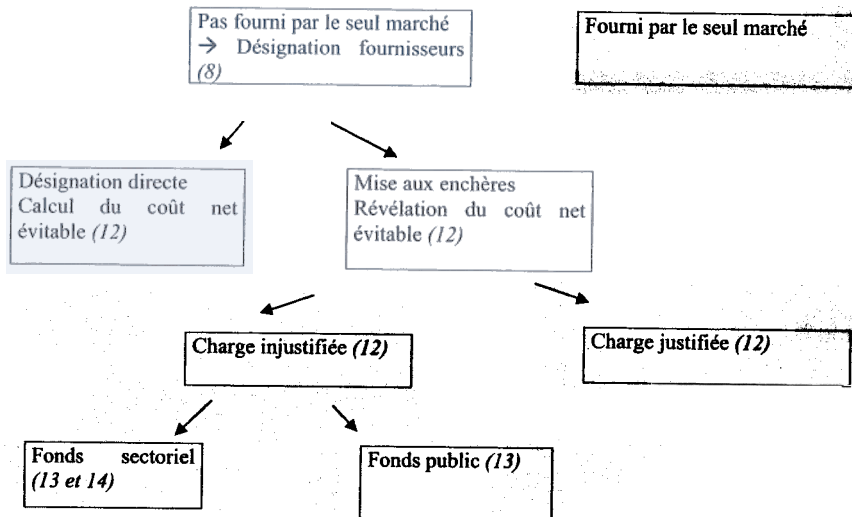 Pas fourni par le seul marché
→ Désignation fournisseurs
(8)
Fourni par le seul marché
Désignation directe
Calcul du coût net
évitable (12)
Mise aux enchères
Révélation du coût net
évitable (12)
Charge injustifiée (12)
Charge justifiée (12)
Fonds sectoriel
(13 et 14)
Fonds public (13)